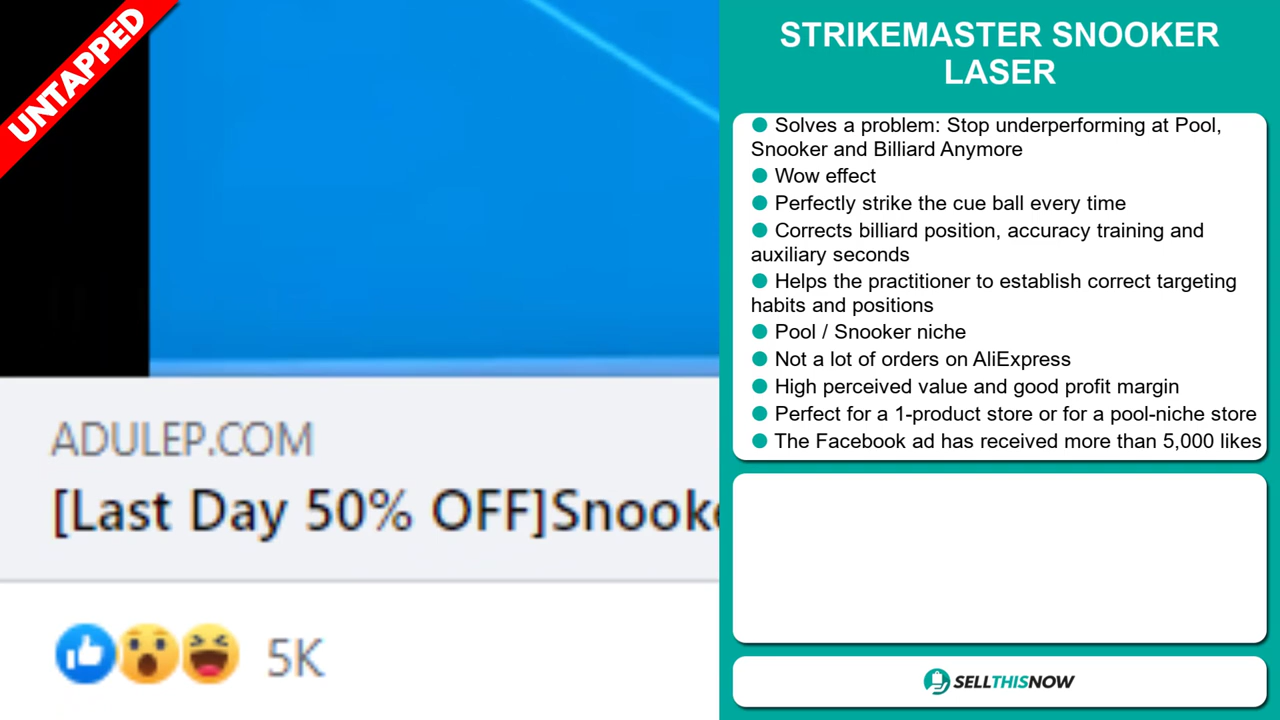 UNTAPPED
ADULEP.COM
[Last Day 50% OFF]Snook
5K
STRIKEMASTER SNOOKER
LASER
Solves a problem: Stop underperforming at Pool,
Snooker and Billiard Anymore
Wow effect
Perfectly strike the cue ball every time
Corrects billiard position, accuracy training and
auxiliary seconds
Helps the practitioner to establish correct targeting
habits and positions
Pool / Snooker niche
Not a lot of orders on AliExpress
High perceived value and good profit margin
Perfect for a 1-product store or for a pool-niche store
The Facebook ad has received more than 5,000 likes
SELLTHISNOW